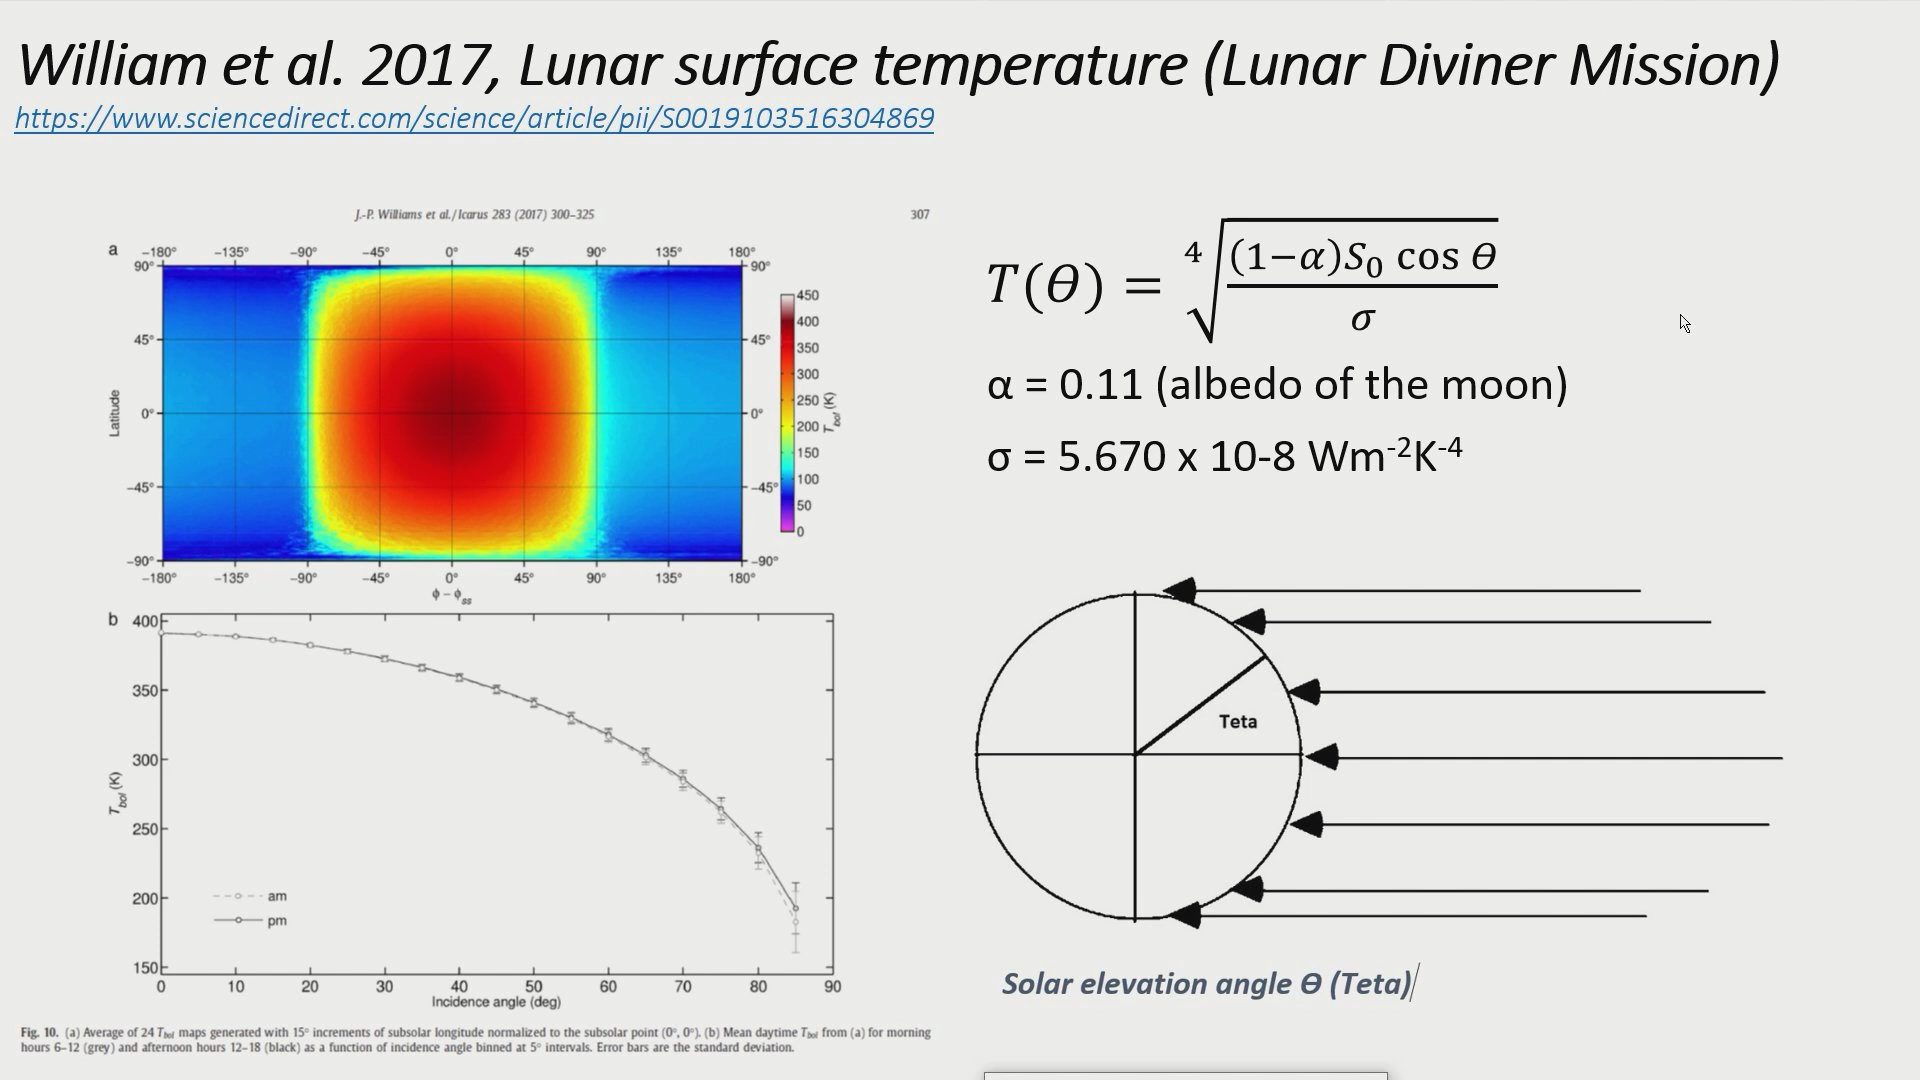 William et al. 2017, Lunar surface temperature (Lunar Diviner Mission)
https://www.sciencedirect.com/science/article/pii/S0019103516304869
J.-P. Williams et al./Icarus 283 (2017) 300–325 307
a
−180° −135° −90° −45° 0° 45° 90° 135° 180°
90° 90°
45° 45°
0° 0°
−45° −45°
−90° −90°
Latitude
−180° −135° −90° −45° 0° 45° 90° 135° 180°
ϕ − ϕss
450
400
350
300
250
200
150
100
50
0
Tbol (K)
b
400
350
300
250
200
150
Tbol (K)
am
pm
0 10 20 30 40 50 60 70 80 90
Incidence angle (deg)
Fig. 10. (a) Average of 24 Tbol maps generated with 15° increments of subsolar longitude normalized to the subsolar point (0°, 0°). (b) Mean daytime Tbol from (a) for morning
hours 6–12 (grey) and afternoon hours 12–18 (black) as a function of incidence angle binned at 5° intervals. Error bars are the standard deviation.
T(θ) = ⁴√((1−α)S₀ cos θ / σ)
α = 0.11 (albedo of the moon)
σ = 5.670 x 10-8 Wm⁻²K⁻⁴
Teta
Solar elevation angle Ɵ (Teta)